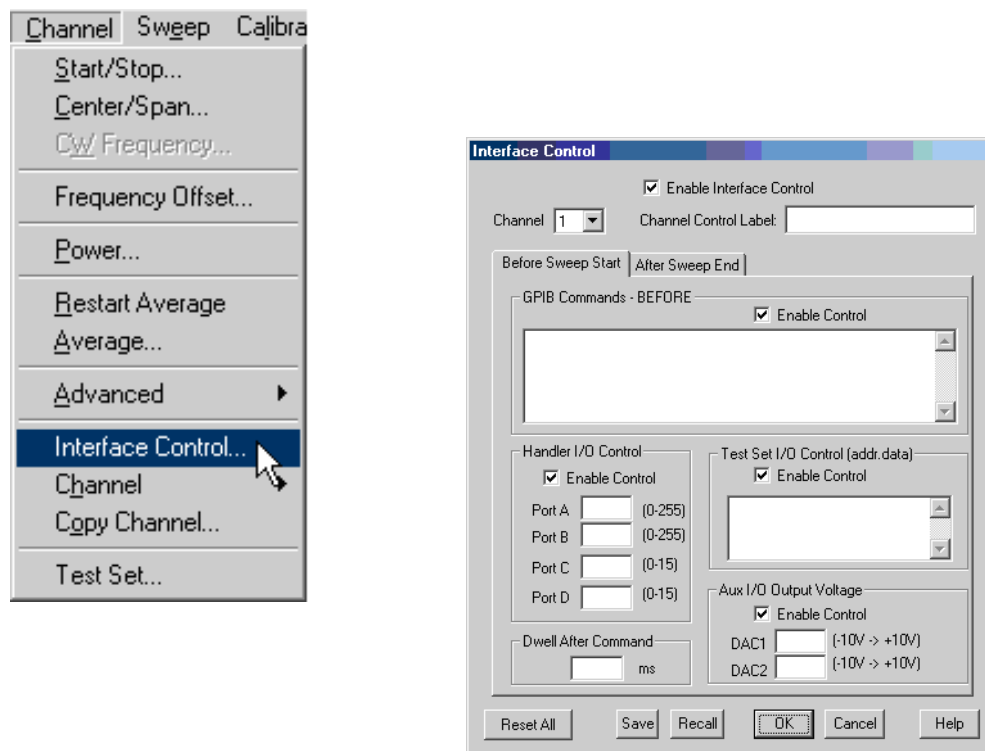 Channel Sweep Calibra
Start/Stop...
Center/Span...
CW Frequency...
Frequency Offset...
Power...
Restart Average
Average...
Advanced
Interface Control...
Channel
Copy Channel...
Test Set...
Interface Control
Enable Interface Control
Channel 1 Channel Control Label:
Before Sweep Start After Sweep End
GPIB Commands - BEFORE
Enable Control
Handler I/O Control
Enable Control
Port A (0-255)
Port B (0-255)
Port C (0-15)
Port D (0-15)
Test Set I/O Control (addr.data)
Enable Control
Dwell After Command
ms
Aux I/O Output Voltage
Enable Control
DAC1 (-10V -> +10V)
DAC2 (-10V -> +10V)
Reset All Save Recall OK Cancel Help